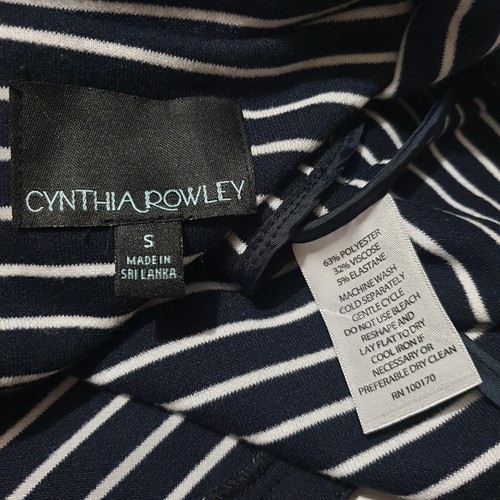 CYNTHIA ROWLEY
S
MADE IN
SRI LANKA
63% POLYESTER
32% VISCOSE
5% ELASTANE
MACHINE WASH
COLD SEPARATELY
GENTLE CYCLE
DO NOT USE BLEACH
RESHAPE AND
LAY FLAT TO DRY
COOL IRON IF
NECESSARY OR
PREFERABLE DRY CLEAN
RN 100170